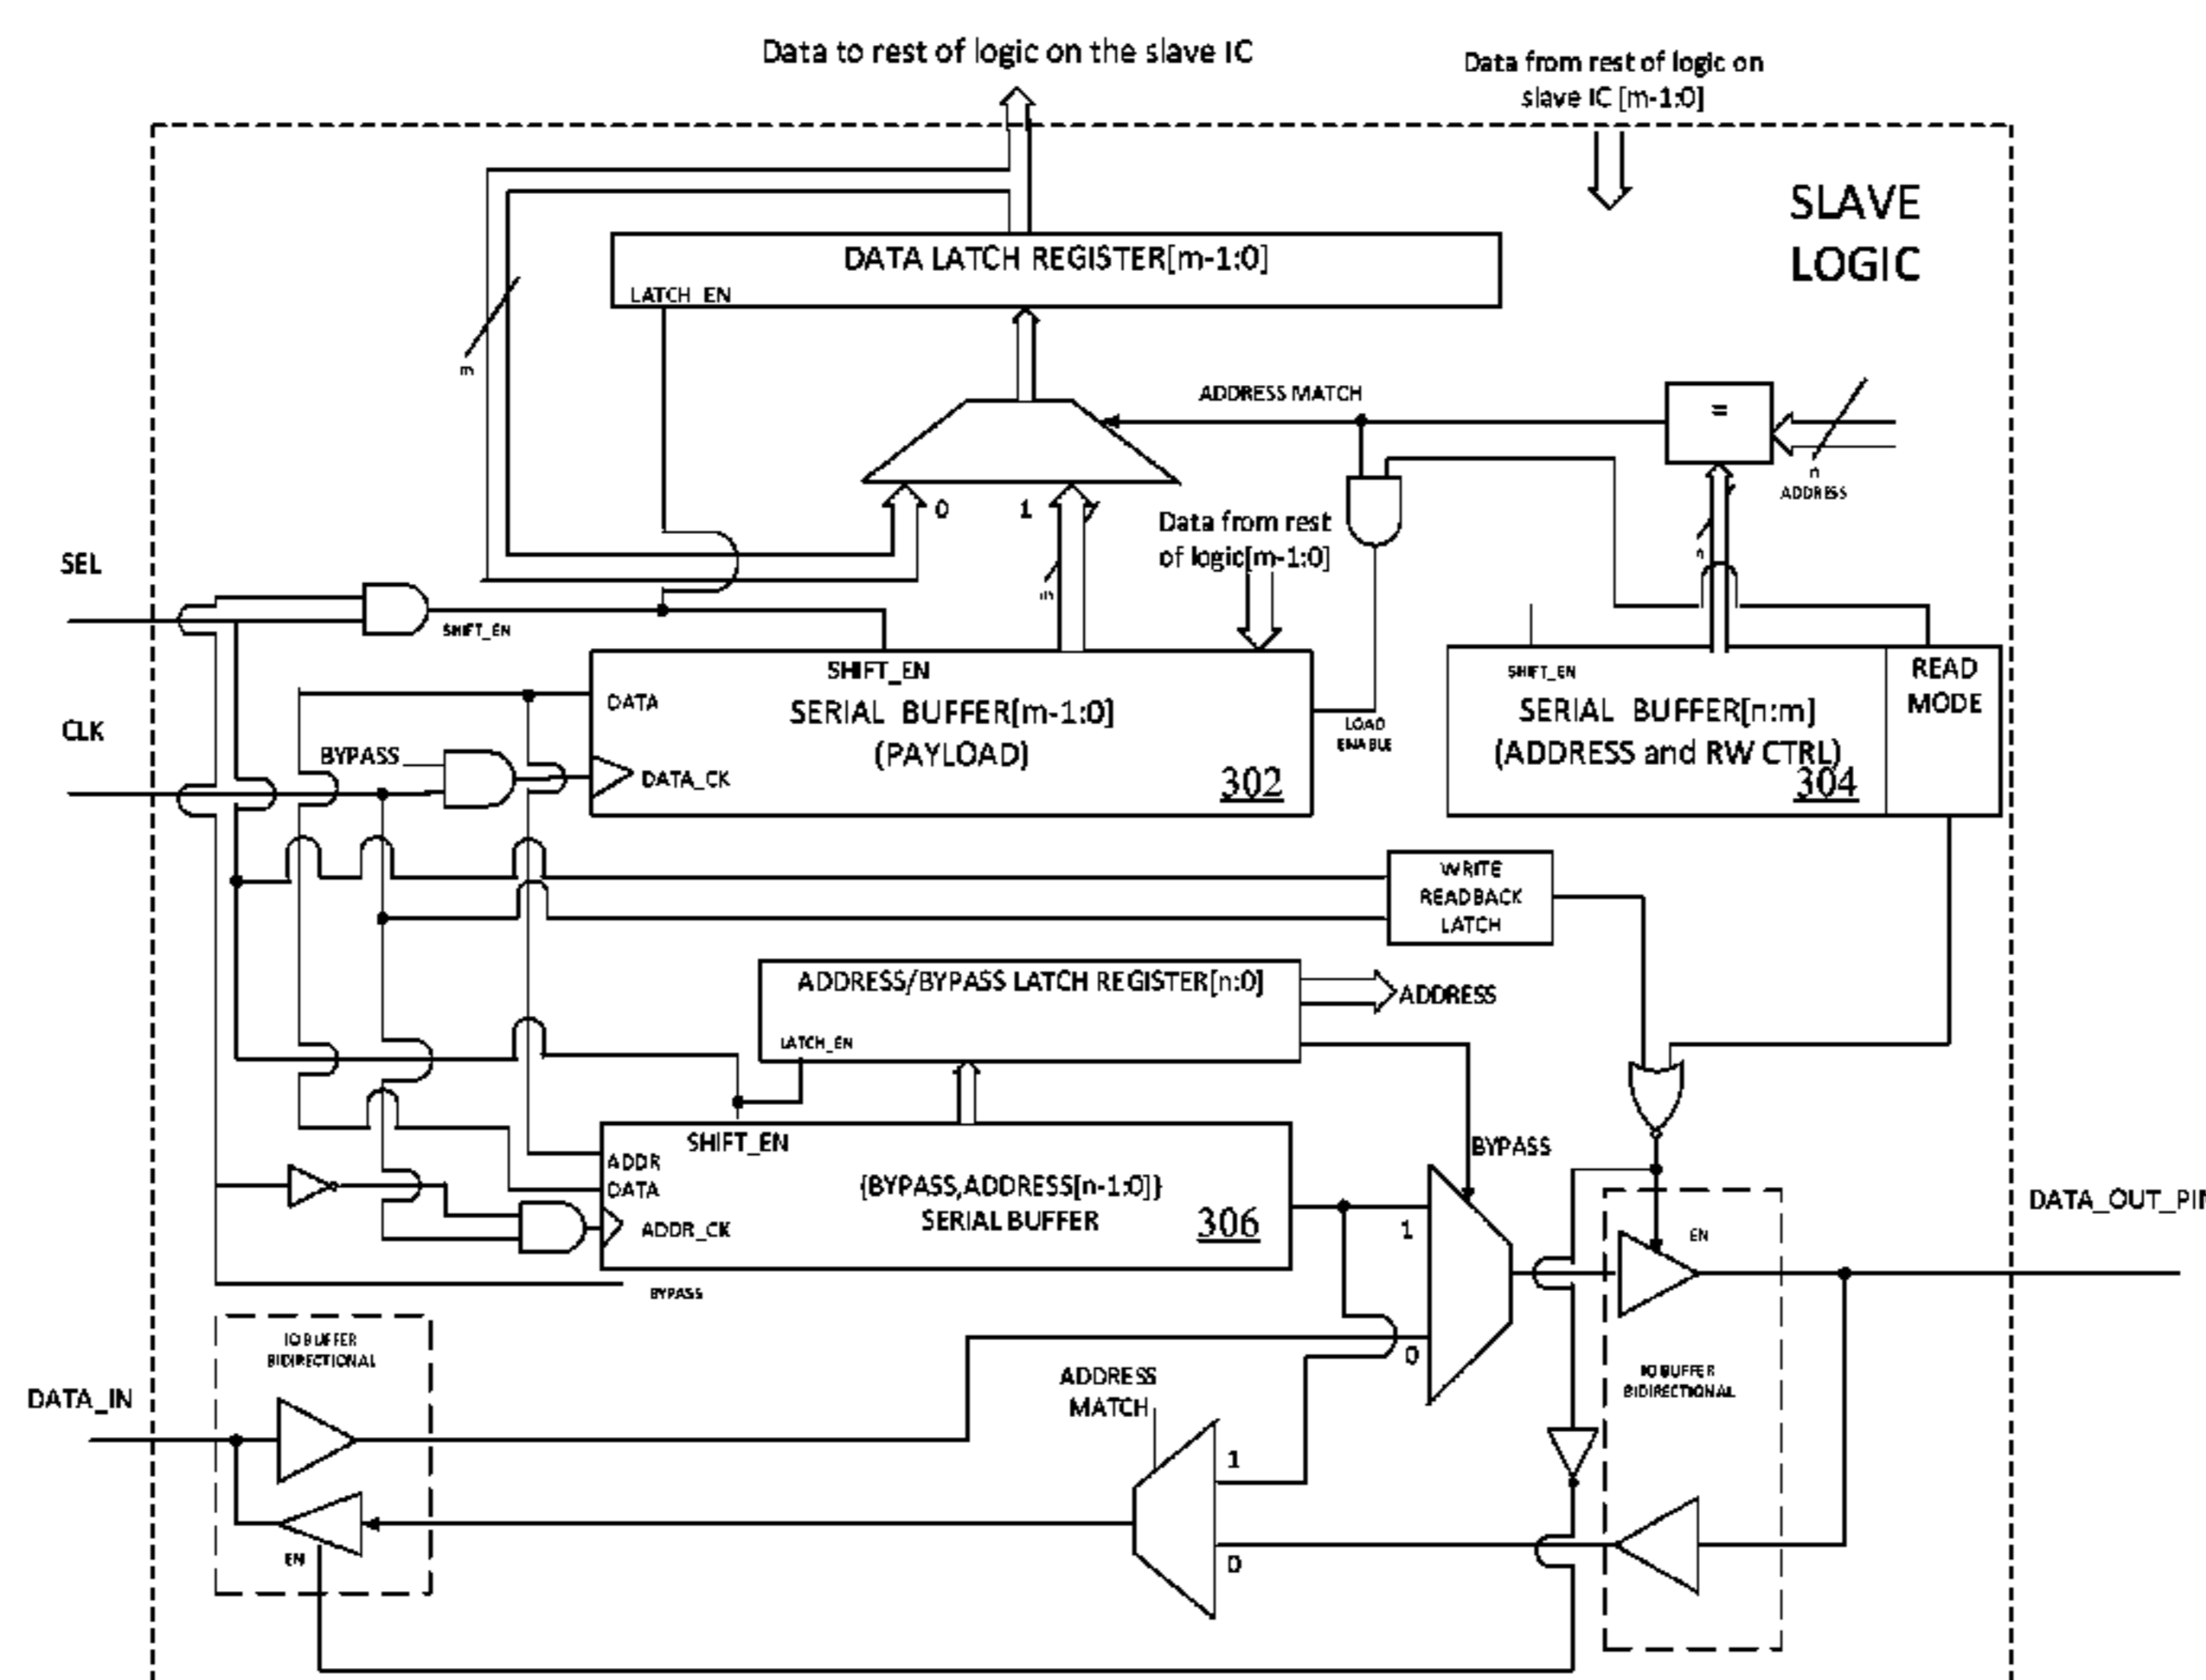 Data to rest of logic on the slave IC
Data from rest of logic on
slave IC [m-1:0]
SLAVE
LOGIC
DATA LATCH REGISTER[m-1:0]
LATCH_EN
m
ADDRESS MATCH
=
n
ADDRESS
0
1
Data from rest
of logic[m-1:0]
m
n
SEL
SHIFT_EN
SHIFT_EN
DATA
SERIAL BUFFER[m-1:0]
(PAYLOAD)
DATA_CK
302
LOAD
ENABLE
SHIFT_EN
SERIAL BUFFER[n:m]
(ADDRESS and RW CTRL)
304
READ
MODE
CLK
BYPASS
WRITE
READBACK
LATCH
ADDRESS/BYPASS LATCH REGISTER[n:0]
LATCH_EN
ADDRESS
SHIFT_EN
ADDR
DATA
{BYPASS,ADDRESS[n-1:0]}
SERIAL BUFFER
ADDR_CK
306
BYPASS
BYPASS
1
0
EN
DATA_OUT_PIN
IO BUFFER
BIDIRECTIONAL
IO BUFFER
BIDIRECTIONAL
DATA_IN
ADDRESS
MATCH
1
0
EN